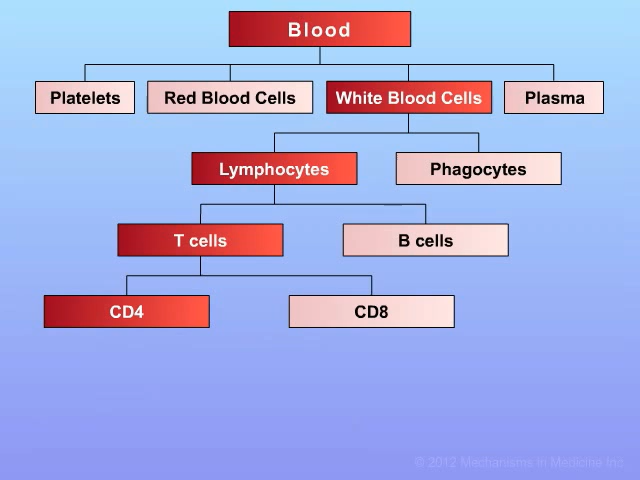 Blood
Platelets
Red Blood Cells
White Blood Cells
Plasma
Lymphocytes
Phagocytes
T cells
B cells
CD4
CD8
© 2012 Mechanisms in Medicine Inc.